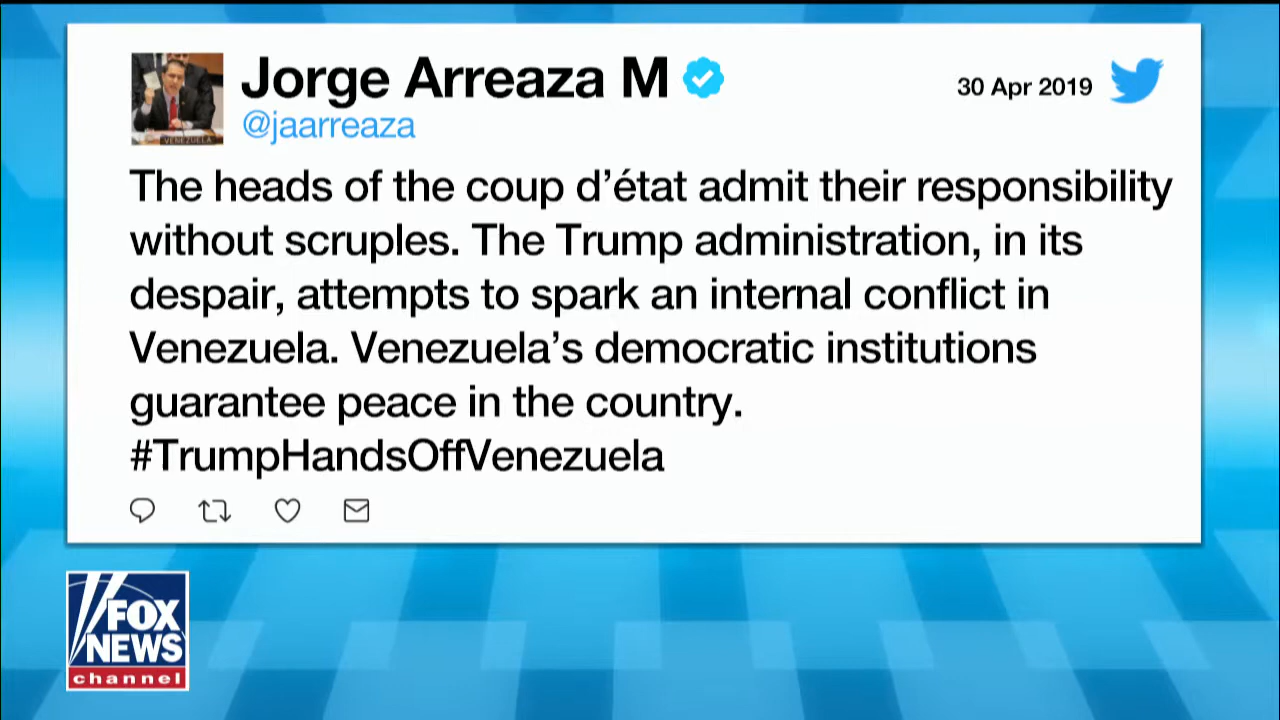 Jorge Arreaza M
30 Apr 2019
@jaarreaza
VENEZUELA
The heads of the coup d’état admit their responsibility
without scruples. The Trump administration, in its
despair, attempts to spark an internal conflict in
Venezuela. Venezuela’s democratic institutions
guarantee peace in the country.
#TrumpHandsOffVenezuela
FOX
NEWS
channel